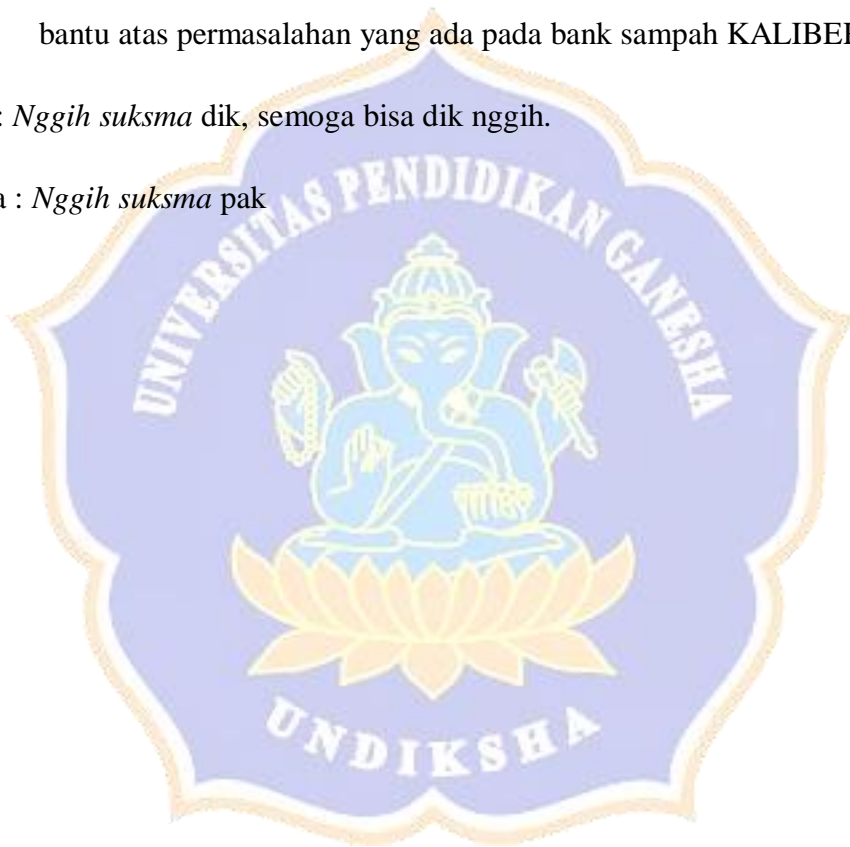 bantu atas permasalahan yang ada pada bank sampah
: Nggih suksma dik, semoga bisa dik nggih.
a : Nggih suksma pak
UNIVERSITAS PENDIDIKAN GANESHA
UNDIKSHA